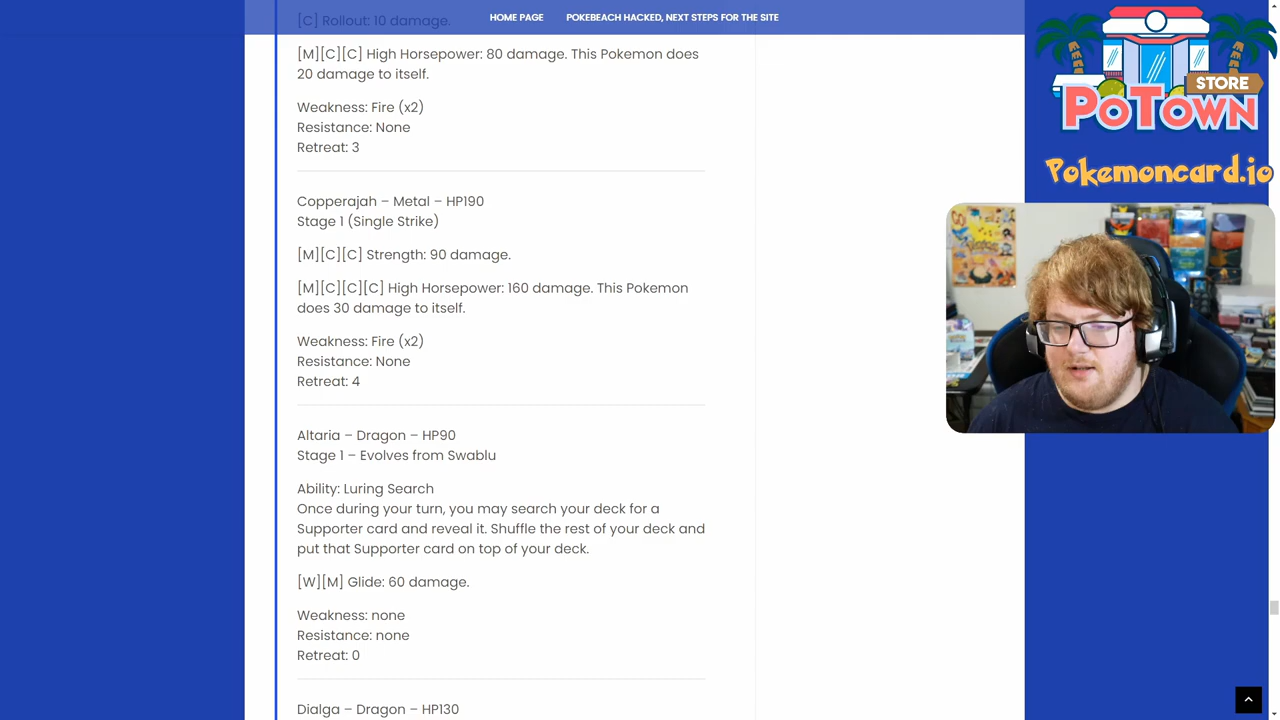 [C] Rollout: 10 damage.
HOME PAGE
POKEBEACH HACKED, NEXT STEPS FOR THE SITE
[M][C][C] High Horsepower: 80 damage. This Pokemon does
20 damage to itself.
Weakness: Fire (x2)
Resistance: None
Retreat: 3
Copperajah – Metal – HP190
Stage 1 (Single Strike)
[M][C][C] Strength: 90 damage.
[M][C][C][C] High Horsepower: 160 damage. This Pokemon
does 30 damage to itself.
Weakness: Fire (x2)
Resistance: None
Retreat: 4
Altaria – Dragon – HP90
Stage 1 – Evolves from Swablu
Ability: Luring Search
Once during your turn, you may search your deck for a
Supporter card and reveal it. Shuffle the rest of your deck and
put that Supporter card on top of your deck.
[W][M] Glide: 60 damage.
Weakness: none
Resistance: none
Retreat: 0
Dialga – Dragon – HP130
STORE
PoTown
Pokemoncard.io